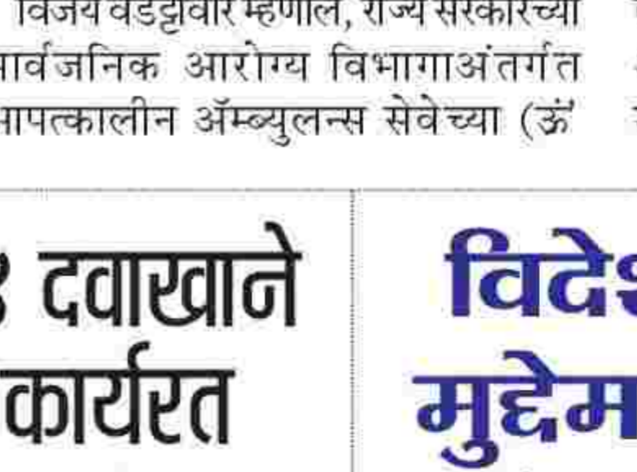 विजय वडेट्टीवार म्हणाले, राज्य सरकारच्या
सार्वजनिक आरोग्य विभागाअंतर्गत
आपत्कालीन ॲम्ब्युलन्स सेवेच्या (ऊं'
दवाखाने
कार्यरत
विदेश
मुद्देम